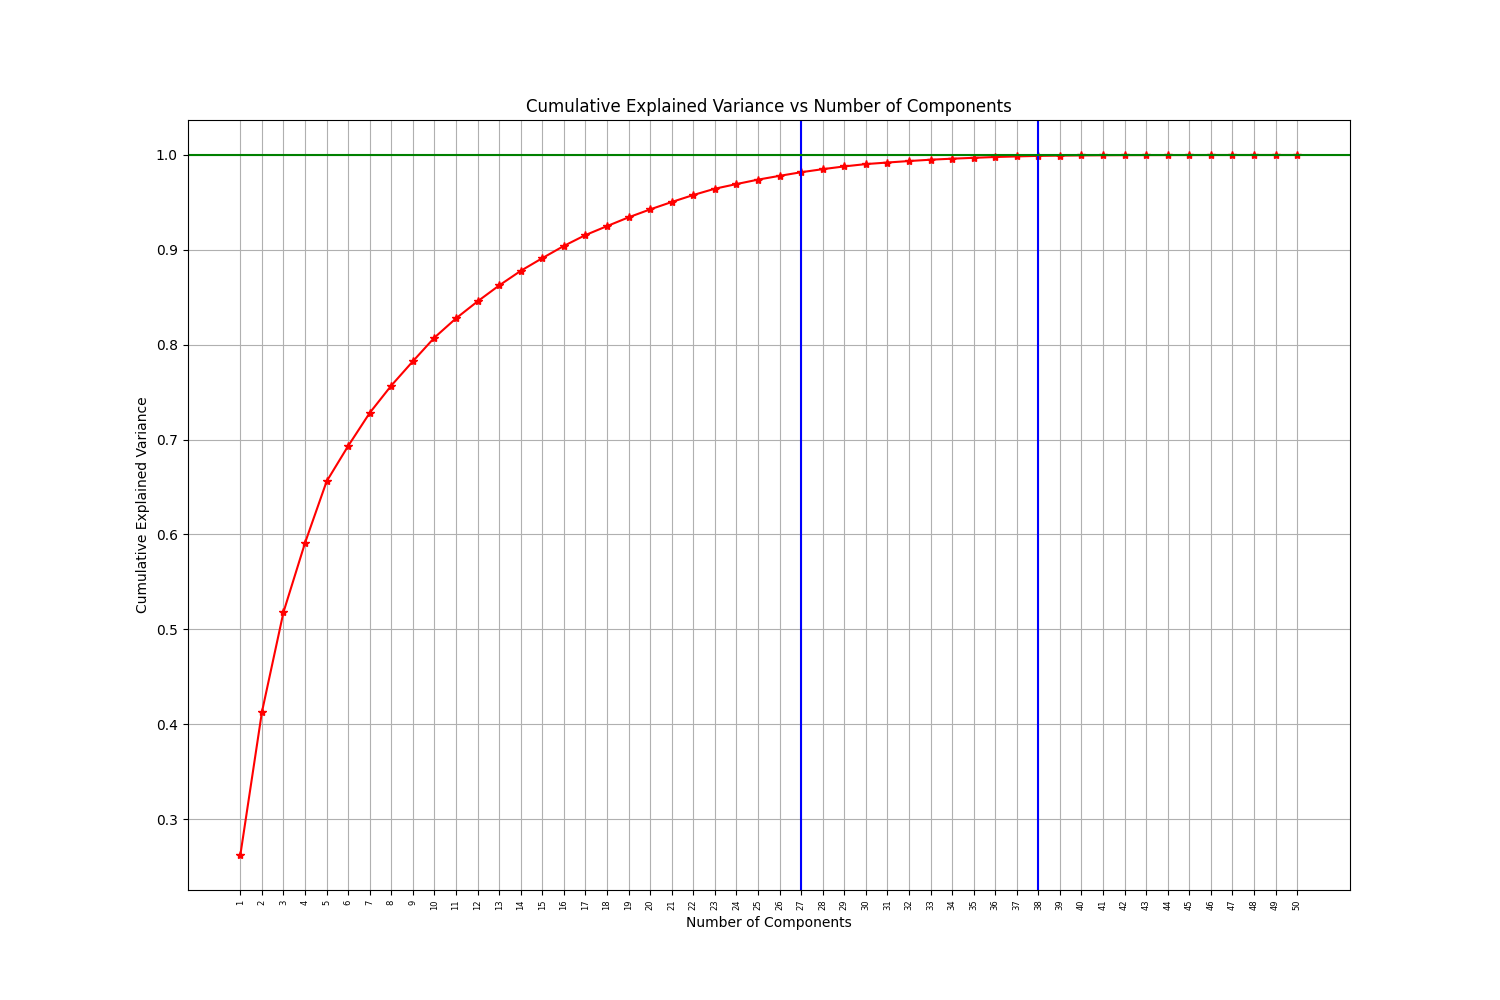 Cumulative Explained Variance vs Number of Components
Cumulative Explained Variance
1.0
0.9
0.8
0.7
0.6
0.5
0.4
0.3
1 2 3 4 5 6 7 8 9 10 11 12 13 14 15 16 17 18 19 20 21 22 23 24 25 26 27 28 29 30 31 32 33 34 35 36 37 38 39 40 41 42 43 44 45 46 47 48 49 50
Number of Components